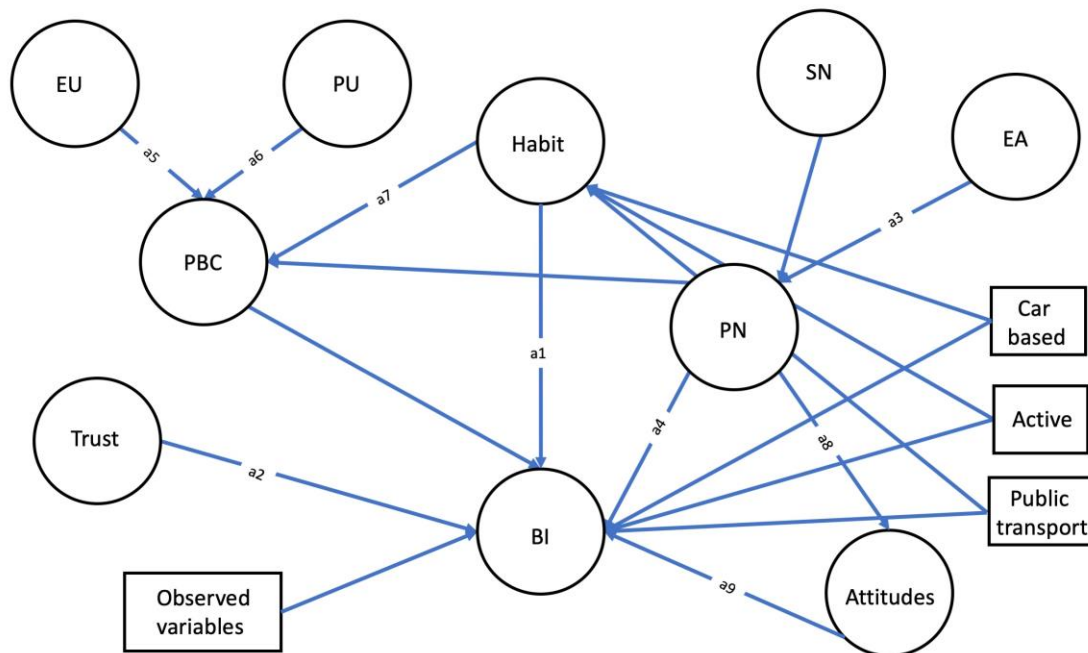 EU
PU
SN
EA
Habit
a5
a6
a7
a3
PBC
PN
Car
based
a1
a4
a8
Active
Trust
a2
Public
transport
BI
a9
Attitudes
Observed
variables